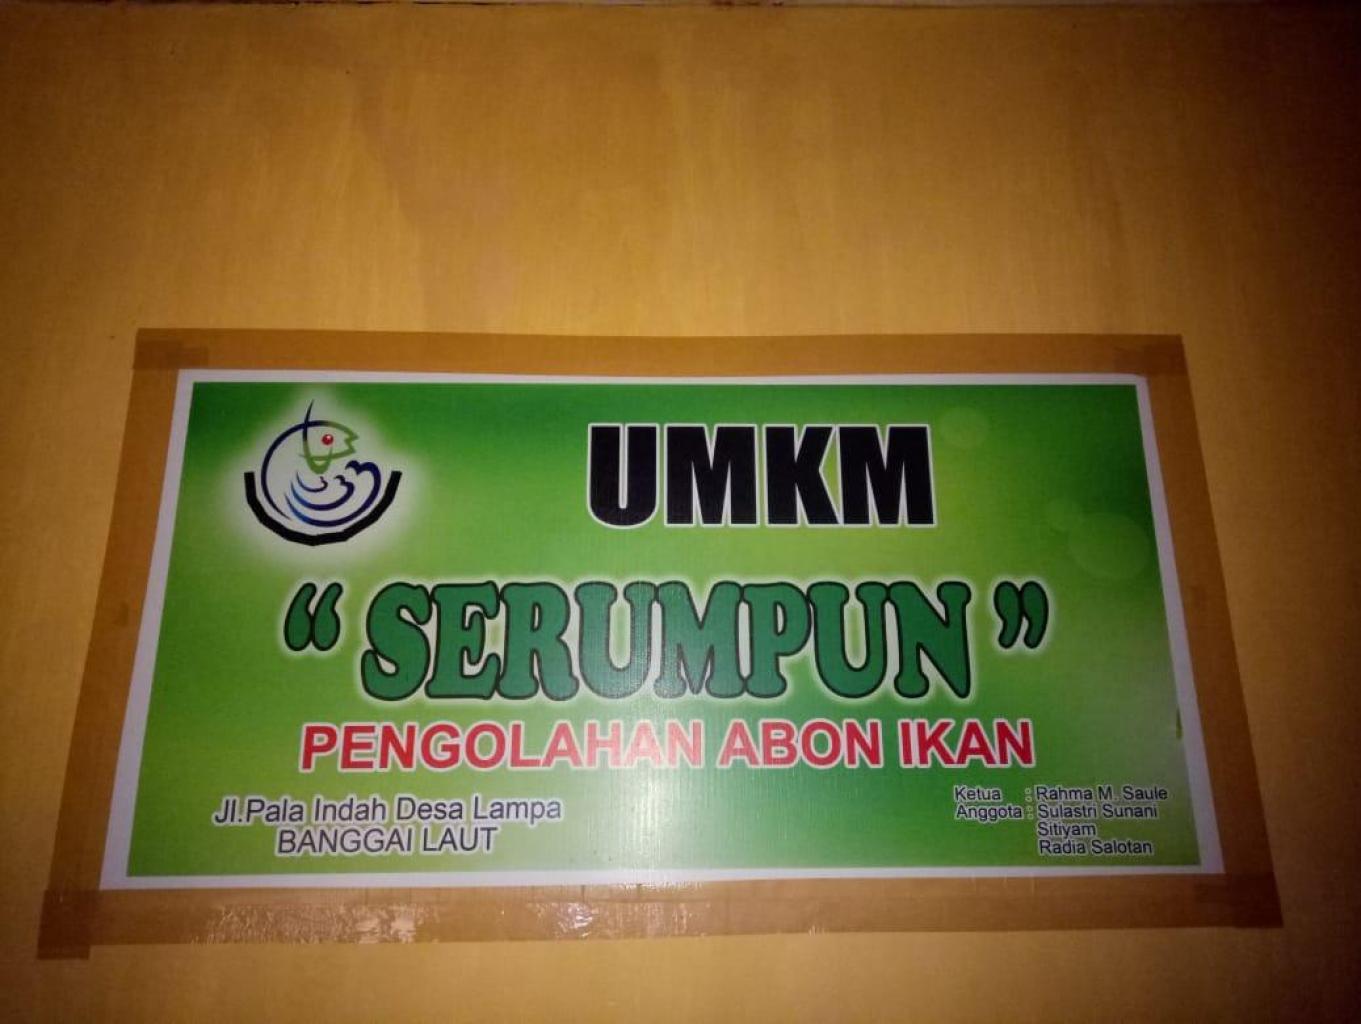 UMKM
“ SERUMPUN ”
PENGOLAHAN ABON IKAN
Jl.Pala Indah Desa Lampa
BANGGAI LAUT
Ketua : Rahma M. Saule
Anggota : Sulastri Sunani
Sitiyam
Radia Salotan